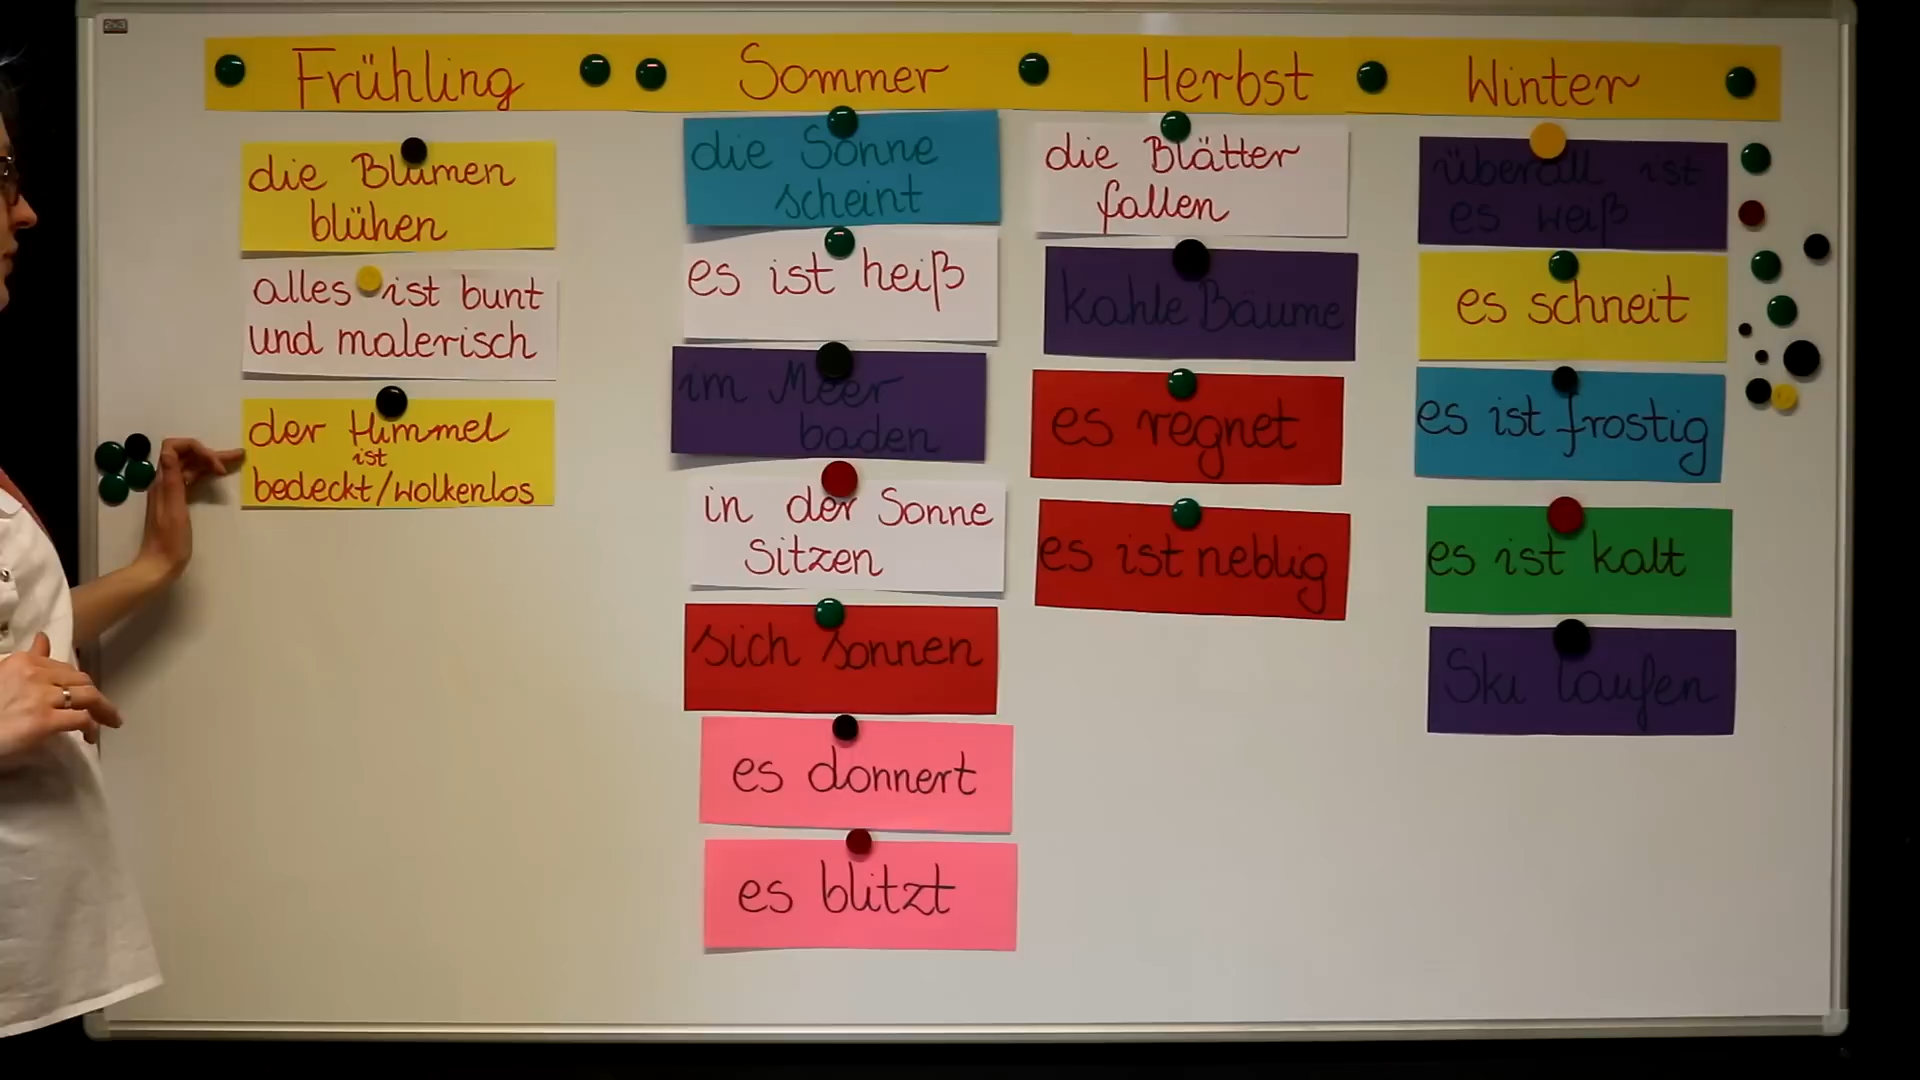 Frühling
die Blumen
blühen
alles ist bunt
und malerisch
der Himmel
ist
bedeckt/wolkenlos
Sommer
die Sonne
scheint
es ist heiß
im Meer
baden
in der Sonne
sitzen
sich sonnen
es donnert
es blitzt
Herbst
die Blätter
fallen
kahle Bäume
es regnet
es ist neblig
Winter
überall ist
es weiß
es schneit
es ist frostig
es ist kalt
Ski laufen